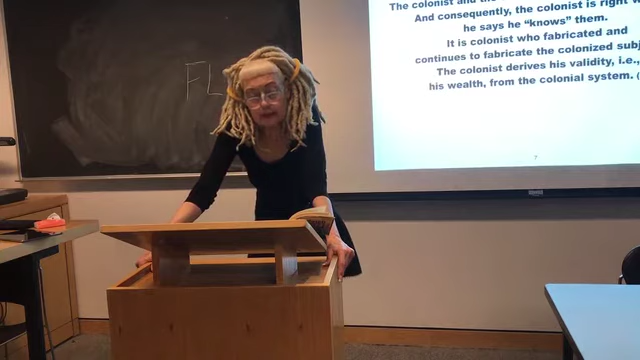 FL
The colonist and the
And consequently, the colonist is right w
he says he “knows” them.
It is colonist who fabricated and
continues to fabricate the colonized subj
The colonist derives his validity, i.e.,
his wealth, from the colonial system. (
?